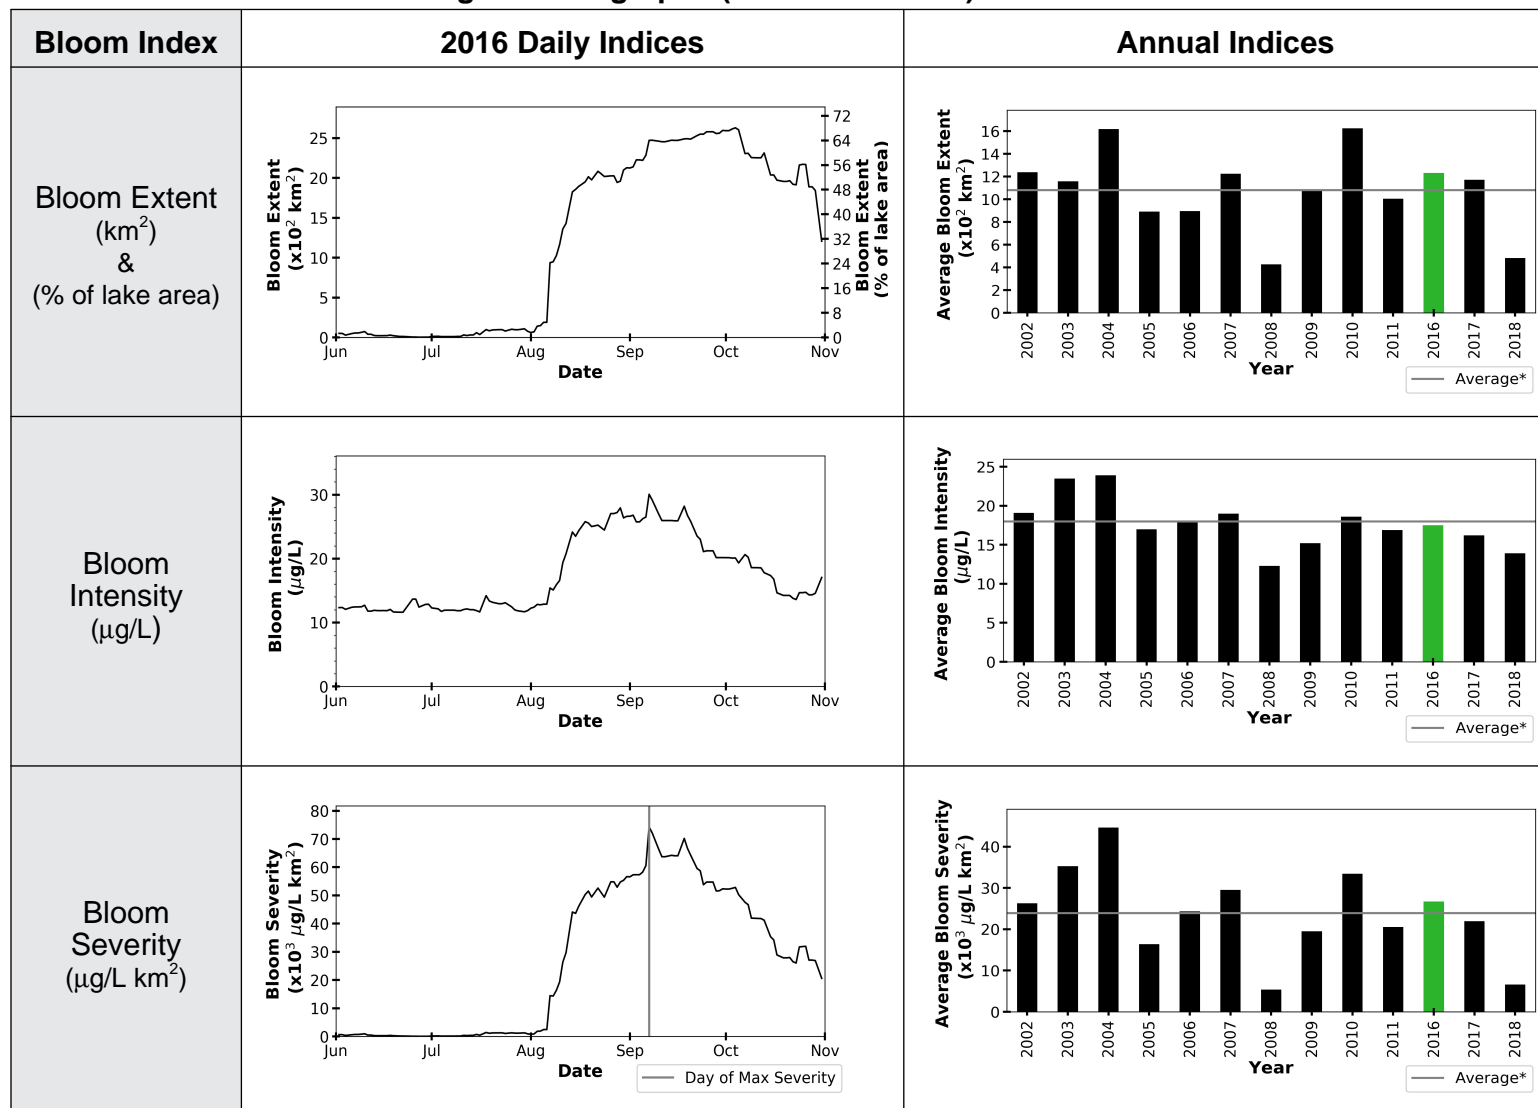 Bloom Index
2016 Daily Indices
Annual Indices
Bloom Extent
(km²)
&
(% of lake area)
Bloom Extent
(x10² km²)
25
20
15
10
5
0
72
64
56
48
40
32
24
16
8
0
Bloom Extent
(% of lake area)
Jun
Jul
Aug
Sep
Oct
Nov
Date
Average Bloom Extent
(x10² km²)
16
14
12
10
8
6
4
2
0
2002
2003
2004
2005
2006
2007
2008
2009
2010
2011
2016
2017
2018
Year
Average*
Bloom
Intensity
(µg/L)
Bloom Intensity
(µg/L)
30
20
10
0
Jun
Jul
Aug
Sep
Oct
Nov
Date
Average Bloom Intensity
(µg/L)
25
20
15
10
5
0
2002
2003
2004
2005
2006
2007
2008
2009
2010
2011
2016
2017
2018
Year
Average*
Bloom
Severity
(µg/L km²)
Bloom Severity
(x10³ µg/L km²)
80
70
60
50
40
30
20
10
0
Jun
Jul
Aug
Sep
Oct
Nov
Date
Day of Max Severity
Average Bloom Severity
(x10³ µg/L km²)
40
30
20
10
0
2002
2003
2004
2005
2006
2007
2008
2009
2010
2011
2016
2017
2018
Year
Average*